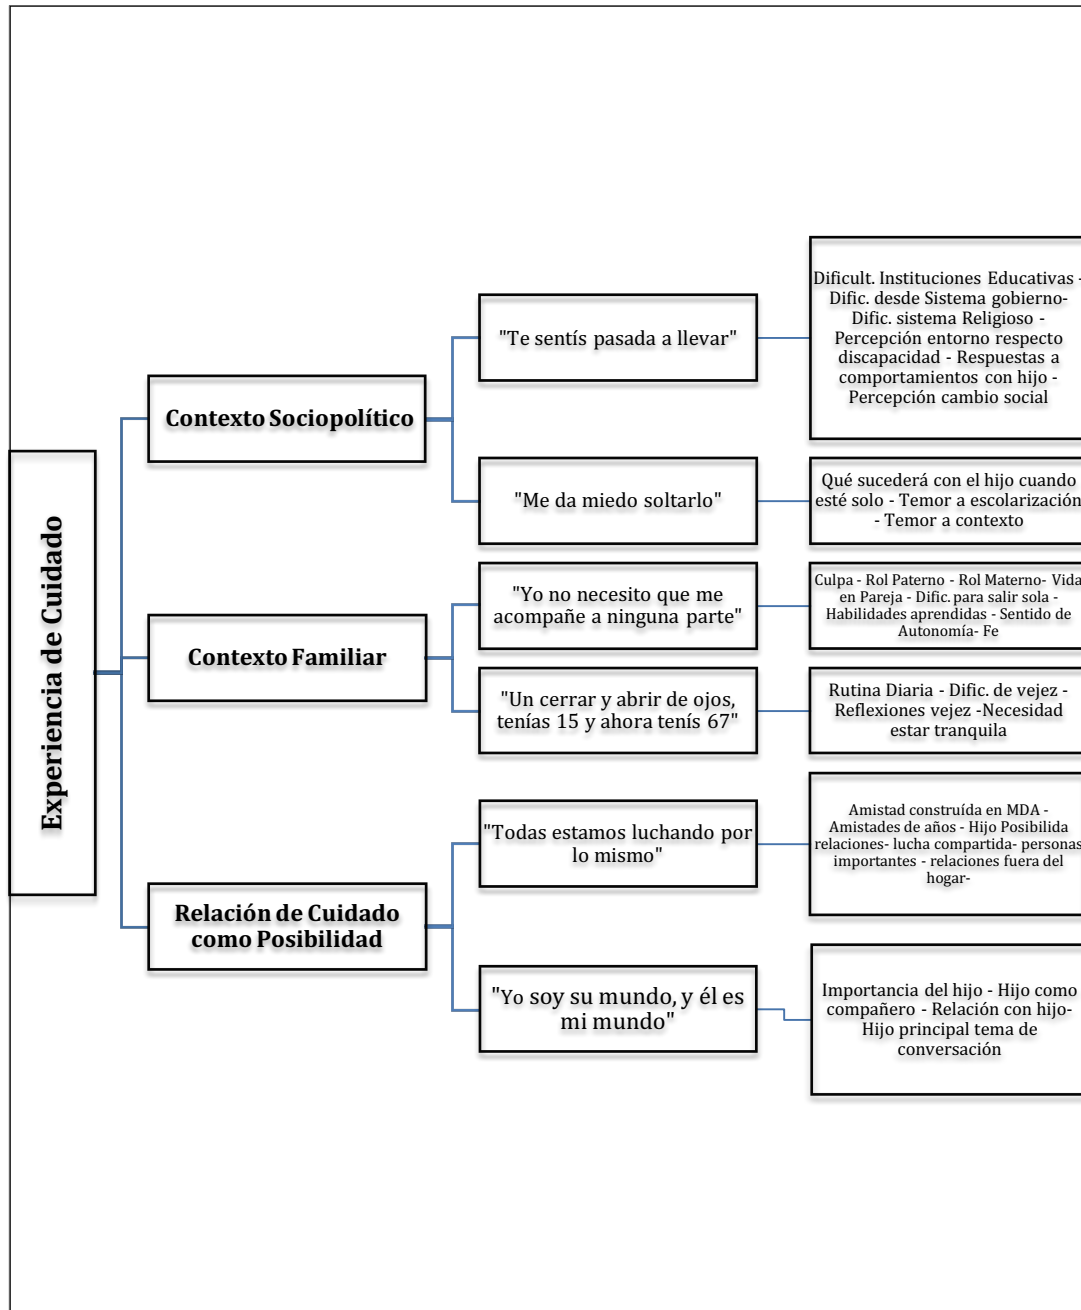 Experiencia de Cuidado
Contexto Sociopolítico
"Te sentís pasada a llevar"
Dificult. Instituciones Educativas -
Dific. desde Sistema gobierno-
Dific. sistema Religioso -
Percepción entorno respecto
discapacidad - Respuestas a
comportamientos con hijo -
Percepción cambio social
"Me da miedo soltarlo"
Qué sucederá con el hijo cuando
esté solo - Temor a escolarización
- Temor a contexto
Contexto Familiar
"Yo no necesito que me
acompañe a ninguna parte"
Culpa - Rol Paterno - Rol Materno- Vida
en Pareja - Dific. para salir sola -
Habilidades aprendidas - Sentido de
Autonomía- Fe
"Un cerrar y abrir de ojos,
tenías 15 y ahora tenís 67"
Rutina Diaria - Dific. de vejez -
Reflexiones vejez -Necesidad
estar tranquila
Relación de Cuidado
como Posibilidad
"Todas estamos luchando por
lo mismo"
Amistad construída en MDA -
Amistades de años - Hijo Posibilida
relaciones- lucha compartida- personas
importantes - relaciones fuera del
hogar-
"Yo soy su mundo, y él es
mi mundo"
Importancia del hijo - Hijo como
compañero - Relación con hijo-
Hijo principal tema de
conversación